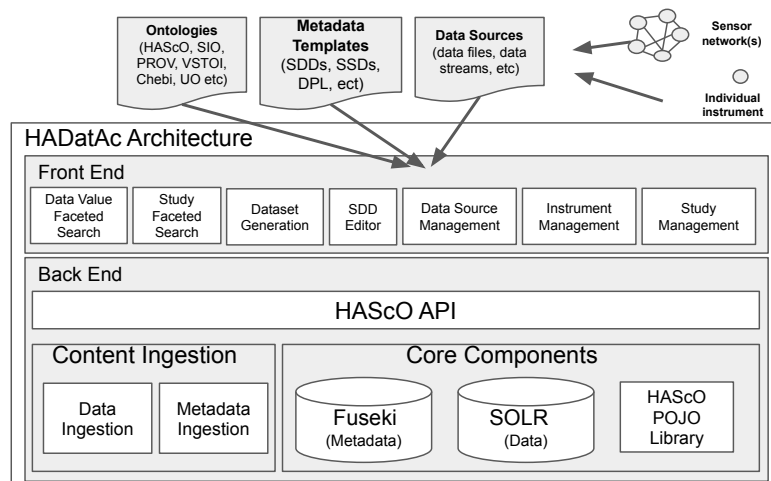 Ontologies
(HAScO, SIO,
PROV, VSTOI,
Chebi, UO etc)
Metadata
Templates
(SDDs, SSDs,
DPL, ect)
Data Sources
(data files, data
streams, etc)
Sensor
network(s)
Individual
instrument
HADatAc Architecture
Front End
Data Value
Faceted
Search
Study
Faceted
Search
Dataset
Generation
SDD
Editor
Data Source
Management
Instrument
Management
Study
Management
Back End
HAScO API
Content Ingestion
Data
Ingestion
Metadata
Ingestion
Core Components
Fuseki
(Metadata)
SOLR
(Data)
HAScO
POJO
Library